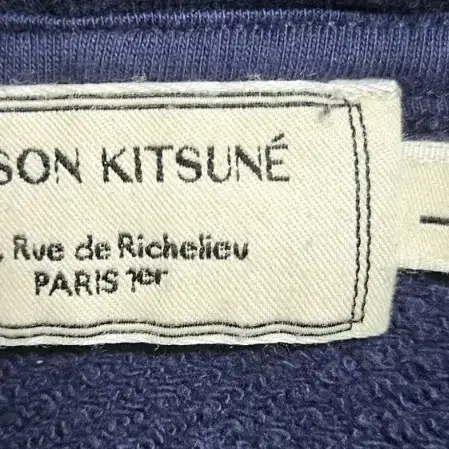 SON KITSUNÉ
Rue de Richelieu
PARIS 1er